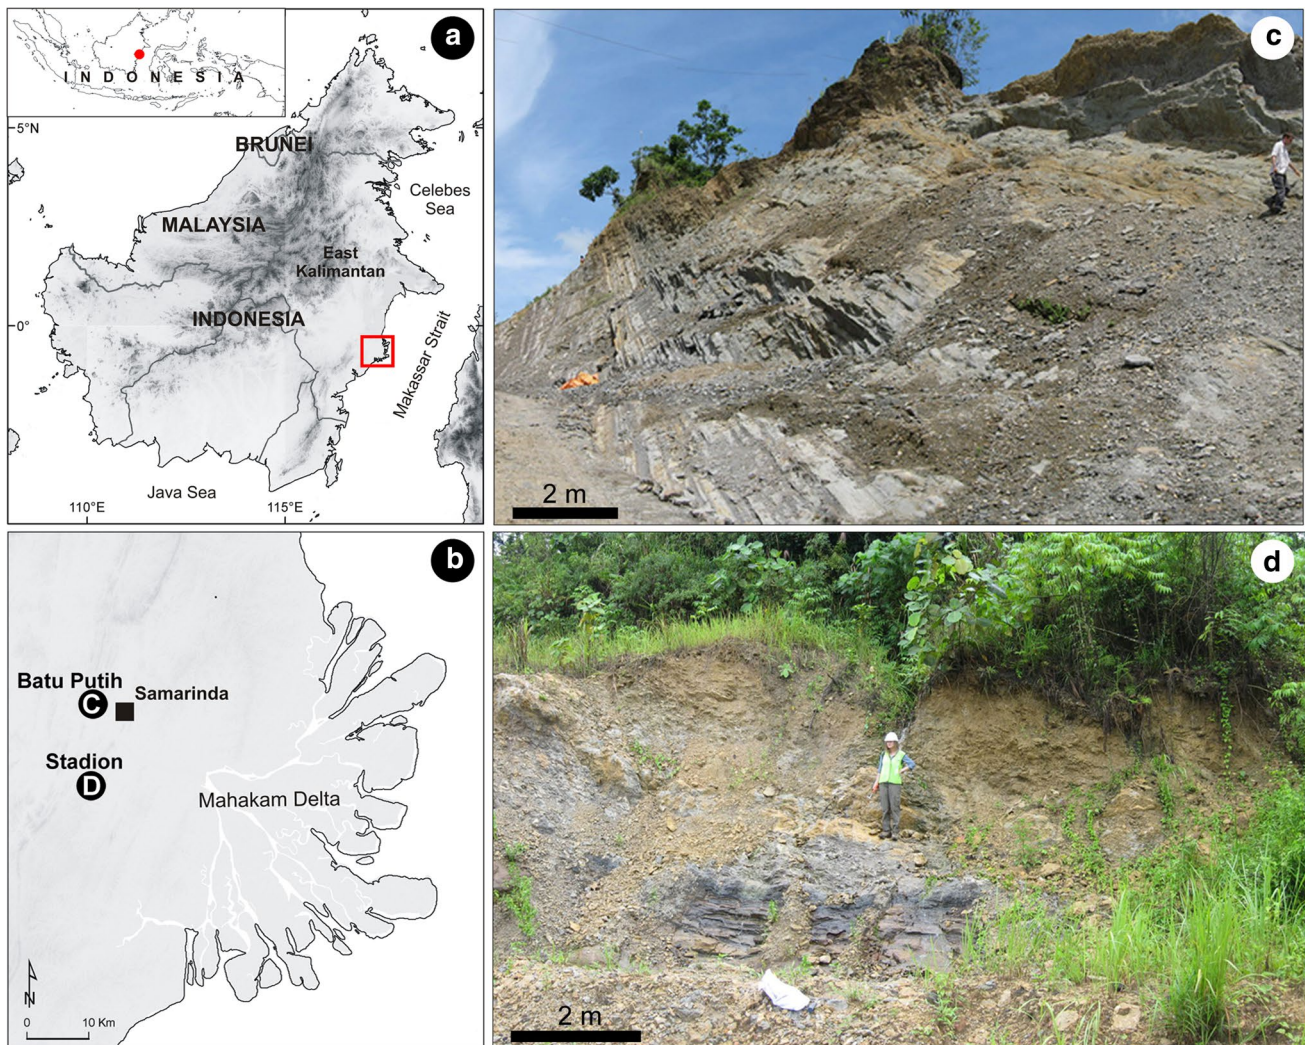 a
INDONESIA
5°N
BRUNEI
Celebes
Sea
MALAYSIA
East
Kalimantan
INDONESIA
0°
Makassar Strait
Java Sea
110°E
115°E
c
2 m
b
Batu Putih
C
Samarinda
Stadion
D
Mahakam Delta
N
0
10 Km
d
2 m